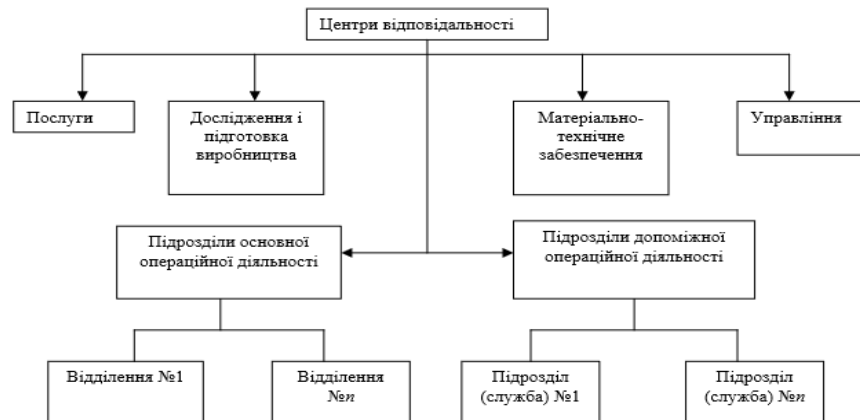 Центри відповідальності
Послуги
Дослідження і
підготовка
виробництва
Матеріально-
технічне
забезпечення
Управління
Підрозділи основної
операційної діяльності
Підрозділи допоміжної
операційної діяльності
Відділення №1
Відділення
№n
Підрозділ
(служба) №1
Підрозділ
(служба) №n